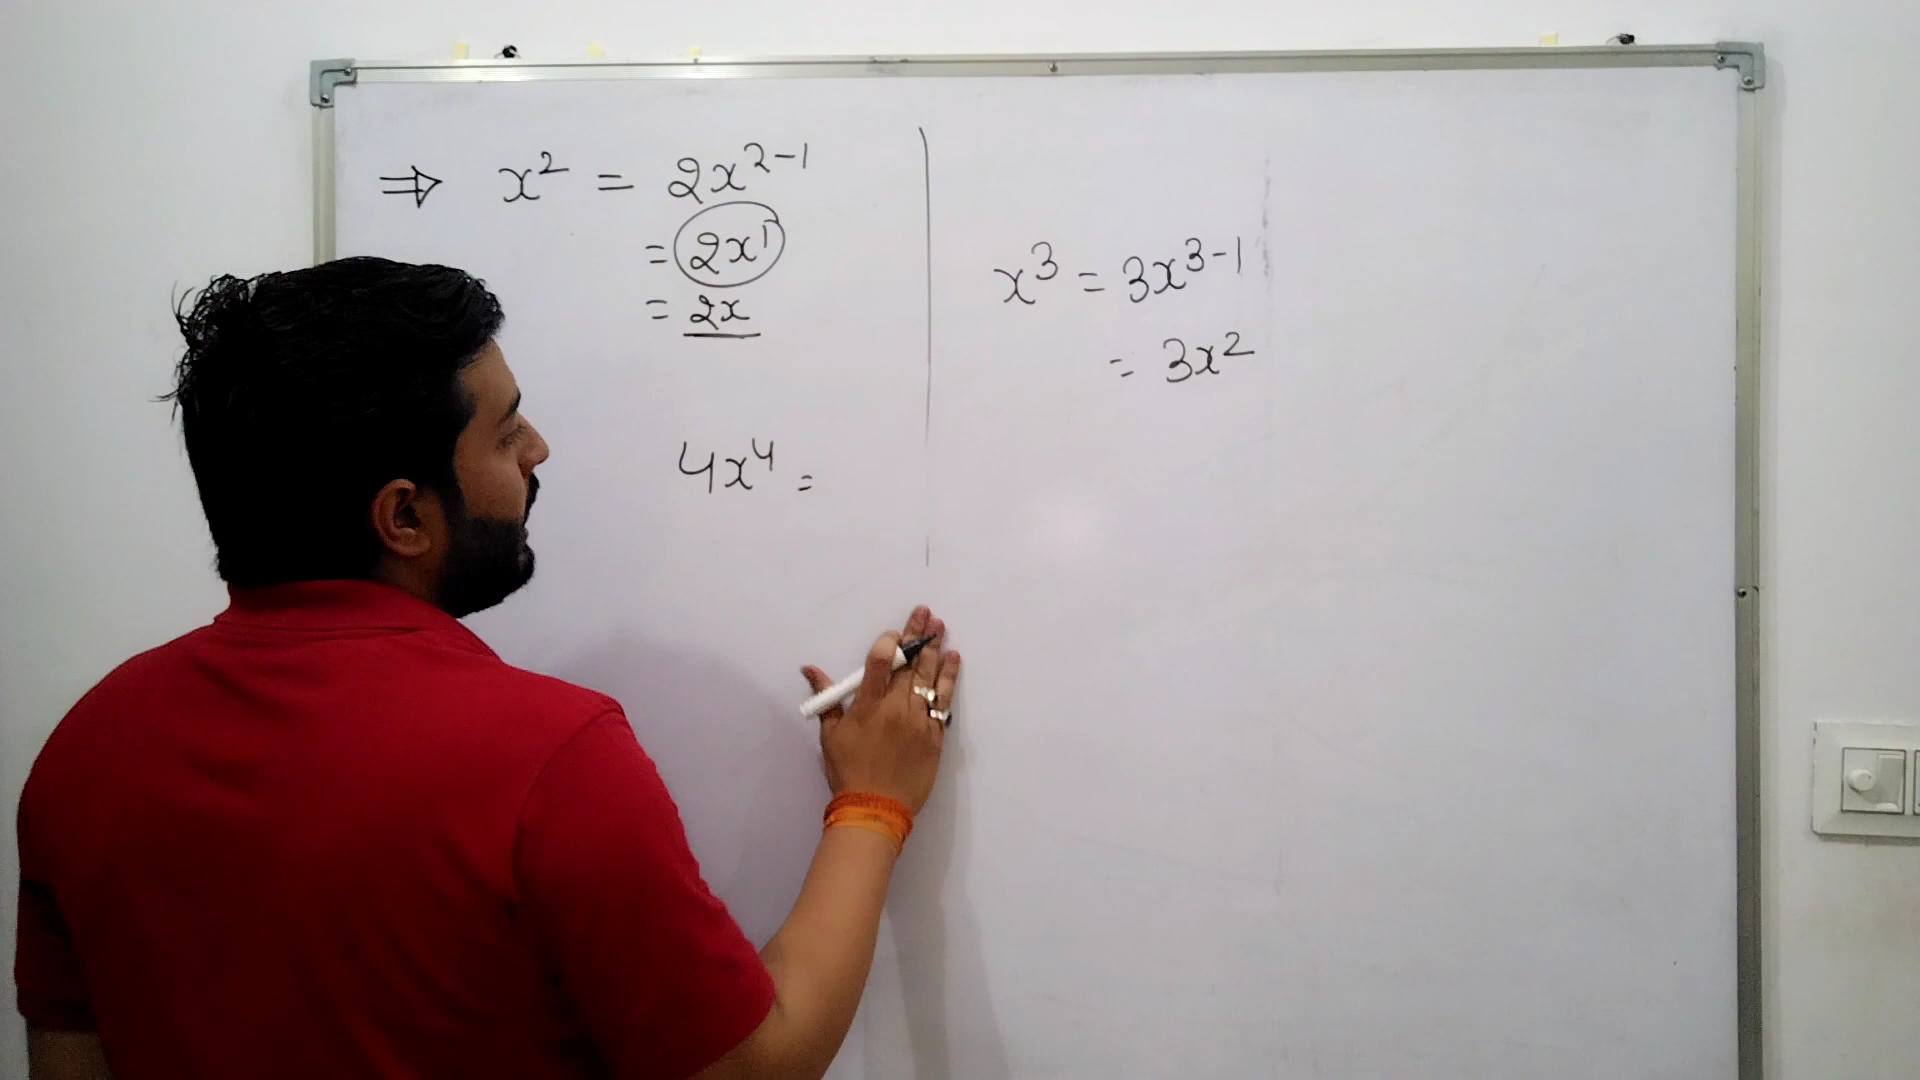 ⇒ x² = 2x²⁻¹
= 2x¹
= 2x
4x⁴ =
x³ = 3x³⁻¹
= 3x²